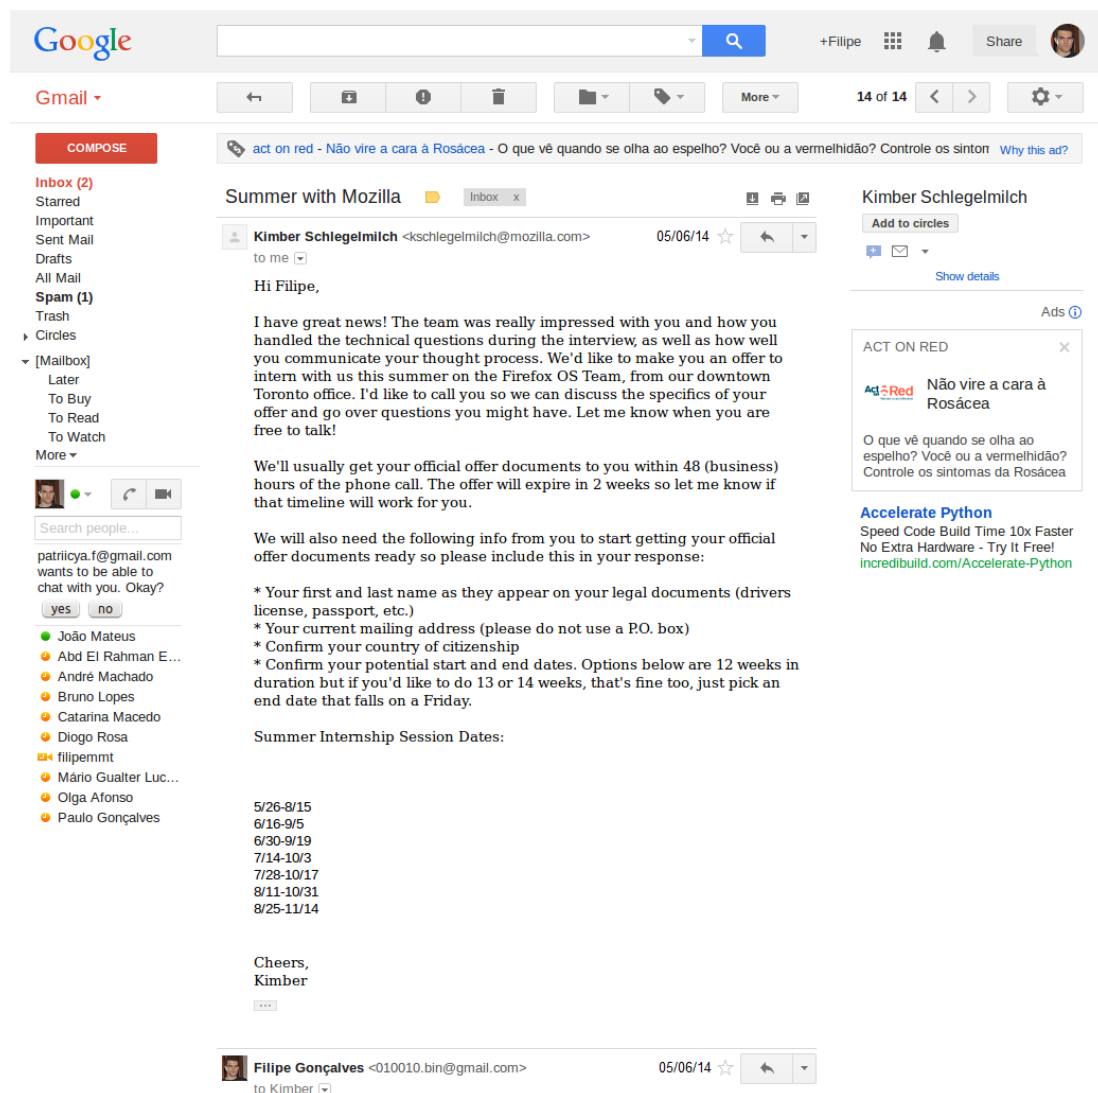 Google
+Filipe
Share
Gmail
More
14 of 14
COMPOSE
act on red - Não vire a cara à Rosácea - O que vê quando se olha ao espelho? Você ou a vermelhidão? Controle os sintom
Why this ad?
Inbox (2)
Starred
Important
Sent Mail
Drafts
All Mail
Spam (1)
Trash
Circles
[Mailbox]
Later
To Buy
To Read
To Watch
More
Search people...
patriicya.f@gmail.com
wants to be able to
chat with you. Okay?
yes no
João Mateus
Abd El Rahman E...
André Machado
Bruno Lopes
Catarina Macedo
Diogo Rosa
filipemmt
Mário Gualter Luc...
Olga Afonso
Paulo Gonçalves
Summer with Mozilla
Inbox x
Kimber Schlegelmilch <kschlegelmilch@mozilla.com>
05/06/14
to me
Hi Filipe,
I have great news! The team was really impressed with you and how you
handled the technical questions during the interview, as well as how well
you communicate your thought process. We'd like to make you an offer to
intern with us this summer on the Firefox OS Team, from our downtown
Toronto office. I'd like to call you so we can discuss the specifics of your
offer and go over questions you might have. Let me know when you are
free to talk!
We'll usually get your official offer documents to you within 48 (business)
hours of the phone call. The offer will expire in 2 weeks so let me know if
that timeline will work for you.
We will also need the following info from you to start getting your official
offer documents ready so please include this in your response:
* Your first and last name as they appear on your legal documents (drivers
license, passport, etc.)
* Your current mailing address (please do not use a P.O. box)
* Confirm your country of citizenship
* Confirm your potential start and end dates. Options below are 12 weeks in
duration but if you'd like to do 13 or 14 weeks, that's fine too, just pick an
end date that falls on a Friday.
Summer Internship Session Dates:
5/26-8/15
6/16-9/5
6/30-9/19
7/14-10/3
7/28-10/17
8/11-10/31
8/25-11/14
Cheers,
Kimber
Filipe Gonçalves <010010.bin@gmail.com>
05/06/14
to Kimber
Kimber Schlegelmilch
Add to circles
Show details
Ads
ACT ON RED
Act Red
Não vire a cara à
Rosácea
O que vê quando se olha ao
espelho? Você ou a vermelhidão?
Controle os sintomas da Rosácea
Accelerate Python
Speed Code Build Time 10x Faster
No Extra Hardware - Try It Free!
incredibuild.com/Accelerate-Python